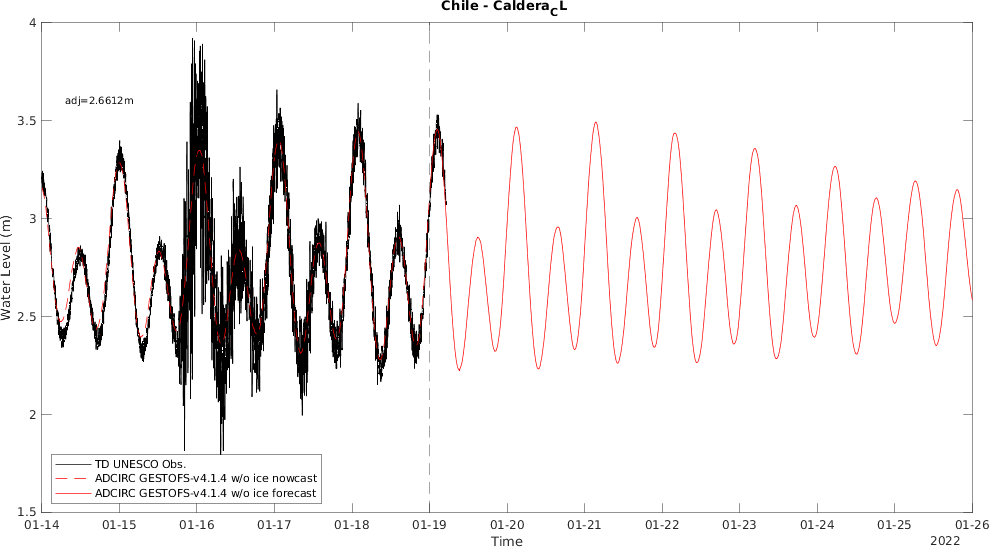 Chile - Caldera_CL
adj=2.6612m
Water Level (m)
4
3.5
3
2.5
2
1.5
TD UNESCO Obs.
ADCIRC GESTOFS-v4.1.4 w/o ice nowcast
ADCIRC GESTOFS-v4.1.4 w/o ice forecast
01-14 01-15 01-16 01-17 01-18 01-19 01-20 01-21 01-22 01-23 01-24 01-25 01-26
Time
2022